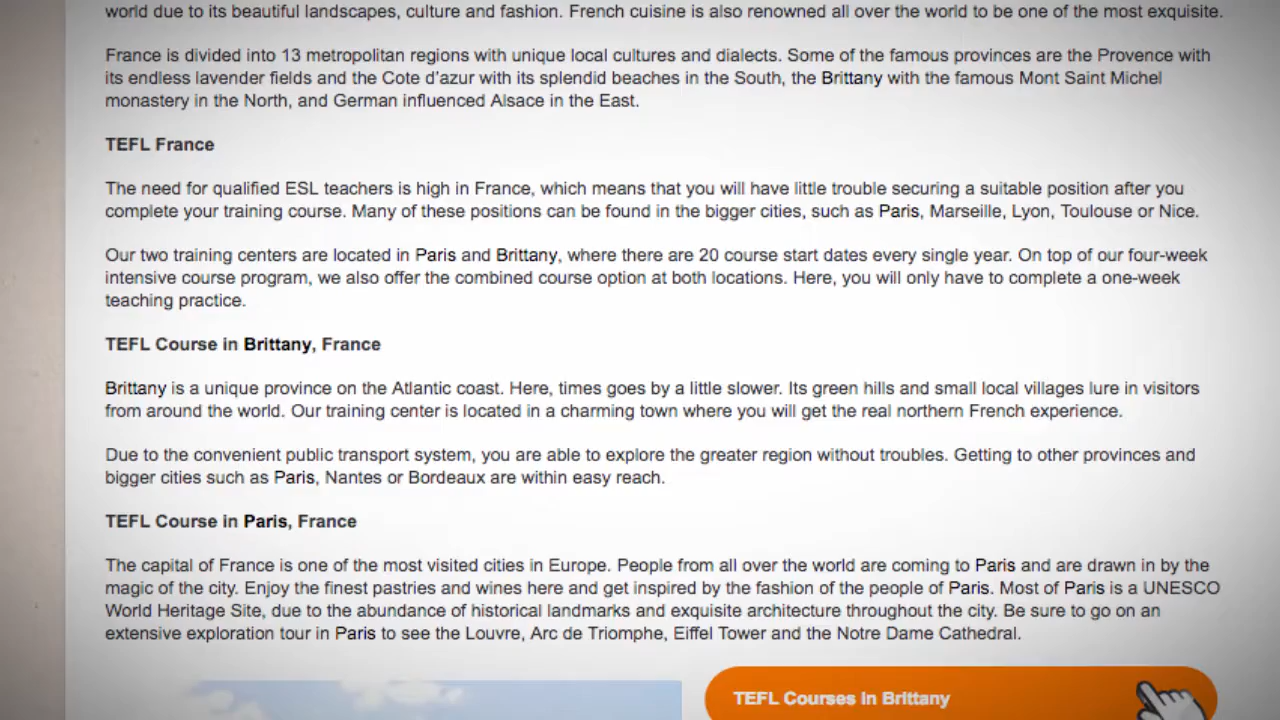 world due to its beautiful landscapes, culture and fashion. French cuisine is also renowned all over the world to be one of the most exquisite.
France is divided into 13 metropolitan regions with unique local cultures and dialects. Some of the famous provinces are the Provence with
its endless lavender fields and the Cote d'azur with its splendid beaches in the South, the Brittany with the famous Mont Saint Michel
monastery in the North, and German influenced Alsace in the East.
TEFL France
The need for qualified ESL teachers is high in France, which means that you will have little trouble securing a suitable position after you
complete your training course. Many of these positions can be found in the bigger cities, such as Paris, Marseille, Lyon, Toulouse or Nice.
Our two training centers are located in Paris and Brittany, where there are 20 course start dates every single year. On top of our four-week
intensive course program, we also offer the combined course option at both locations. Here, you will only have to complete a one-week
teaching practice.
TEFL Course in Brittany, France
Brittany is a unique province on the Atlantic coast. Here, times goes by a little slower. Its green hills and small local villages lure in visitors
from around the world. Our training center is located in a charming town where you will get the real northern French experience.
Due to the convenient public transport system, you are able to explore the greater region without troubles. Getting to other provinces and
bigger cities such as Paris, Nantes or Bordeaux are within easy reach.
TEFL Course in Paris, France
The capital of France is one of the most visited cities in Europe. People from all over the world are coming to Paris and are drawn in by the
magic of the city. Enjoy the finest pastries and wines here and get inspired by the fashion of the people of Paris. Most of Paris is a UNESCO
World Heritage Site, due to the abundance of historical landmarks and exquisite architecture throughout the city. Be sure to go on an
extensive exploration tour in Paris to see the Louvre, Arc de Triomphe, Eiffel Tower and the Notre Dame Cathedral.
TEFL Courses in Brittany